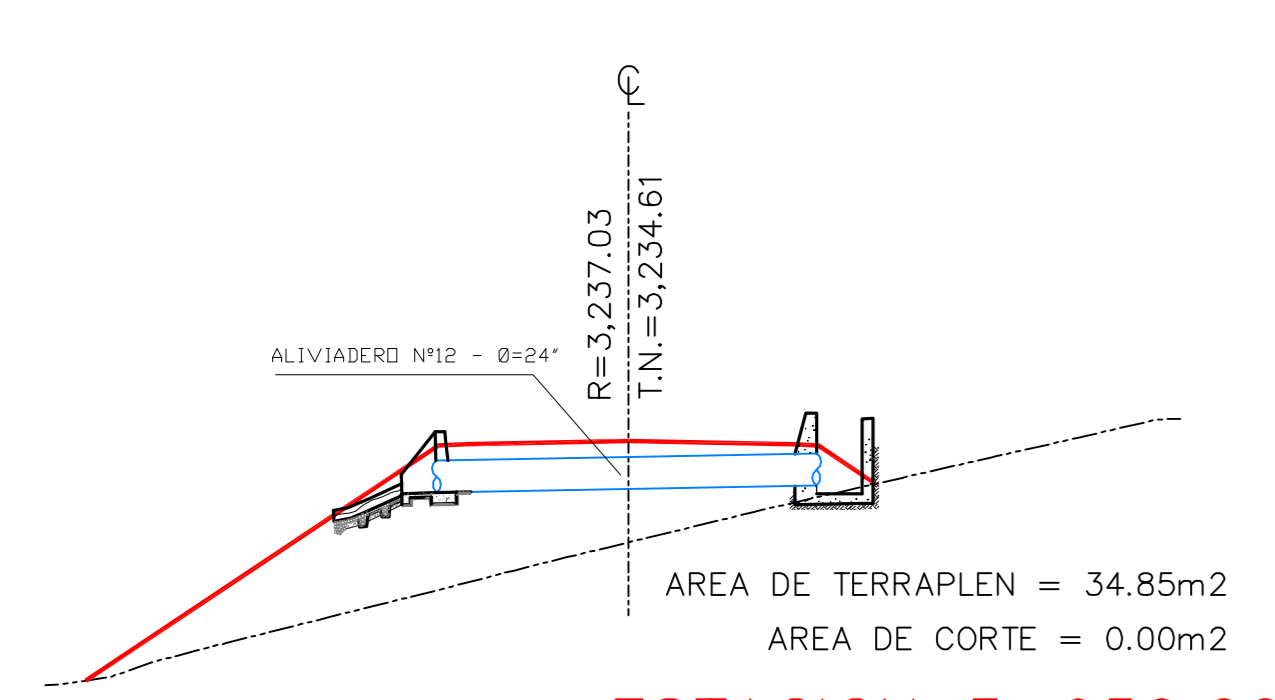 ℄
R=3,237.03
T.N.=3,234.61
ALIVIADERO Nº12 - Ø=24"
AREA DE TERRAPLEN = 34.85m2
AREA DE CORTE = 0.00m2